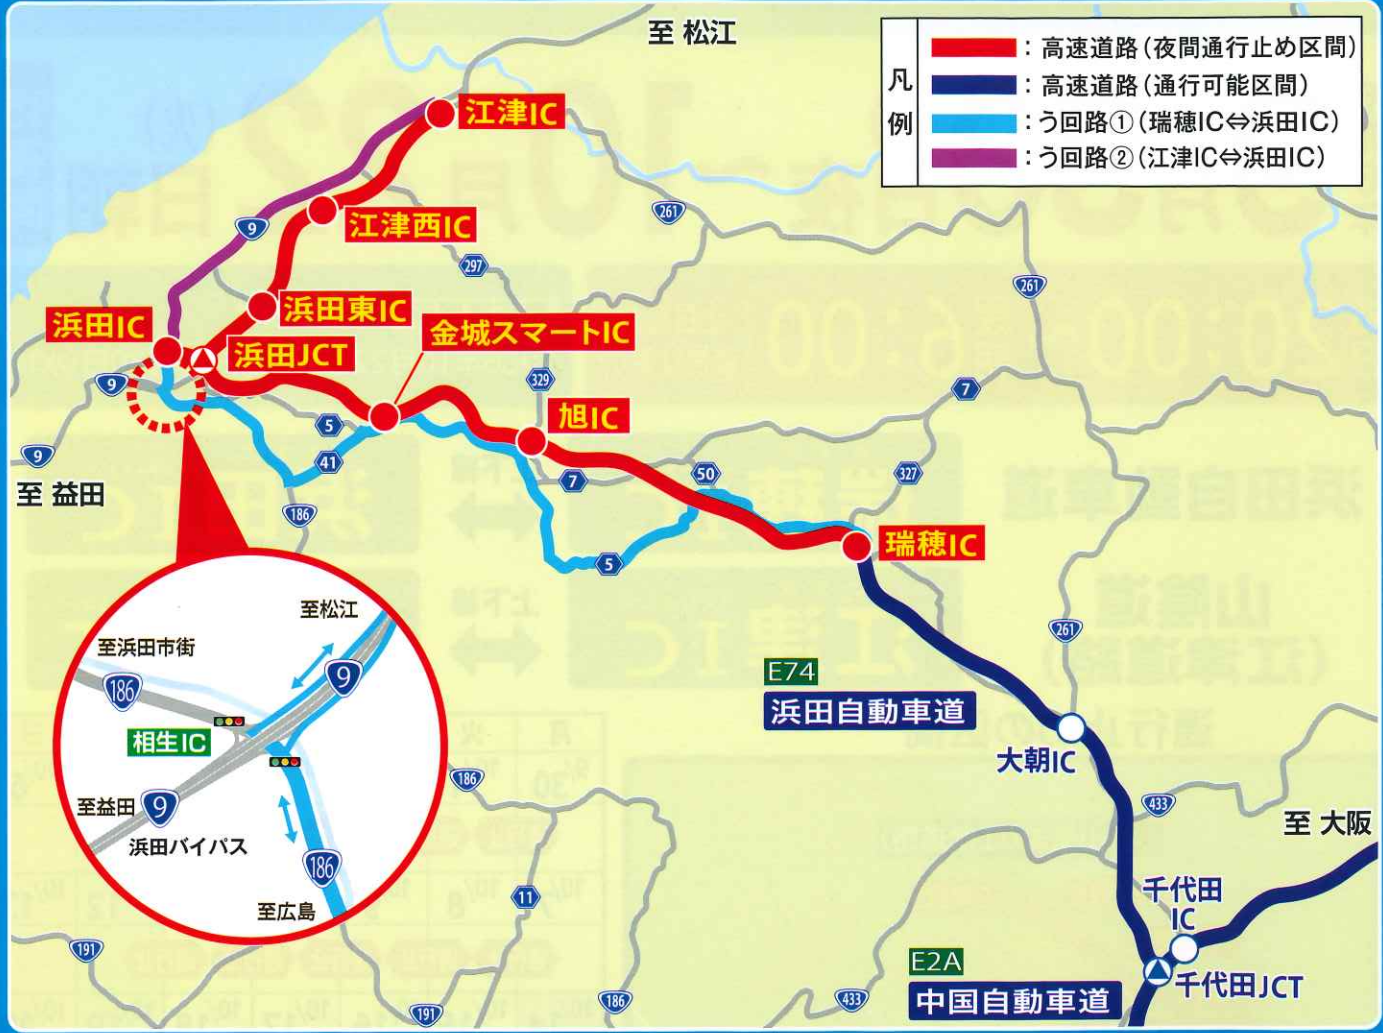 至 松江
凡例
：高速道路（夜間通行止め区間）
：高速道路（通行可能区間）
：う回路①（瑞穂IC⇔浜田IC）
：う回路②（江津IC⇔浜田IC）
江津IC
261
江津西IC
9
297
261
浜田東IC
浜田IC
金城スマートIC
浜田JCT
9
329
7
旭IC
5
9
41
7
50
327
至 益田
186
瑞穂IC
5
至松江
261
至浜田市街
9
E74
186
浜田自動車道
相生IC
大朝IC
186
至益田
9
433
至 大阪
浜田バイパス
186
千代田
IC
11
至広島
191
E2A
千代田JCT
中国自動車道
433
186
191